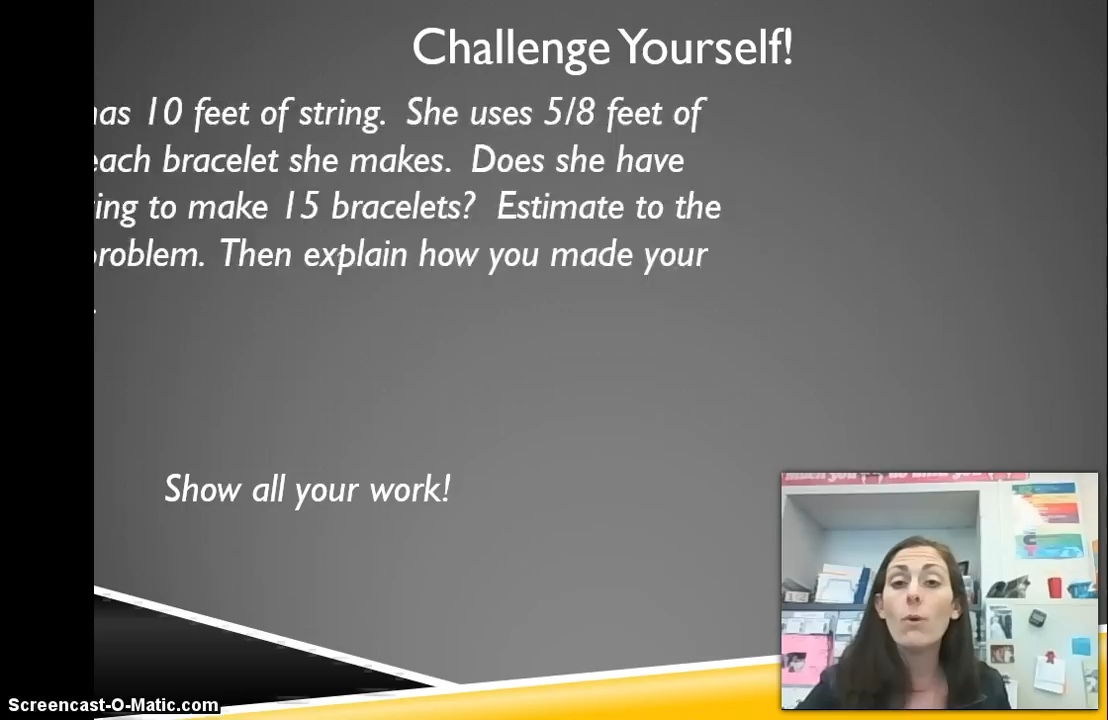 Challenge Yourself!
has 10 feet of string. She uses 5/8 feet of
each bracelet she makes. Does she have
ing to make 15 bracelets? Estimate to the
problem. Then explain how you made your
.
Show all your work!
Screencast-O-Matic.com